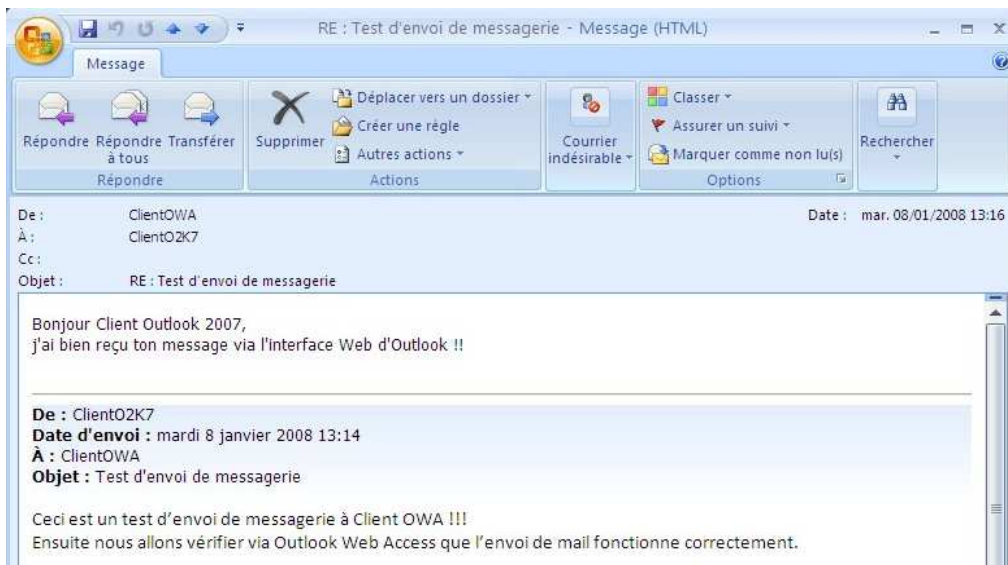 RE : Test d'envoi de messagerie - Message (HTML)
Message
Répondre
Répondre à tous
Transférer
Répondre
Supprimer
Déplacer vers un dossier
Créer une règle
Autres actions
Actions
Courrier indésirable
Classer
Assurer un suivi
Marquer comme non lu(s)
Options
Rechercher
De : ClientOWA
Date : mar. 08/01/2008 13:16
À : ClientO2K7
Cc :
Objet : RE : Test d'envoi de messagerie
Bonjour Client Outlook 2007,
j'ai bien reçu ton message via l'interface Web d'Outlook !!
De : ClientO2K7
Date d'envoi : mardi 8 janvier 2008 13:14
À : ClientOWA
Objet : Test d'envoi de messagerie
Ceci est un test d'envoi de messagerie à Client OWA !!!
Ensuite nous allons vérifier via Outlook Web Access que l'envoi de mail fonctionne correctement.